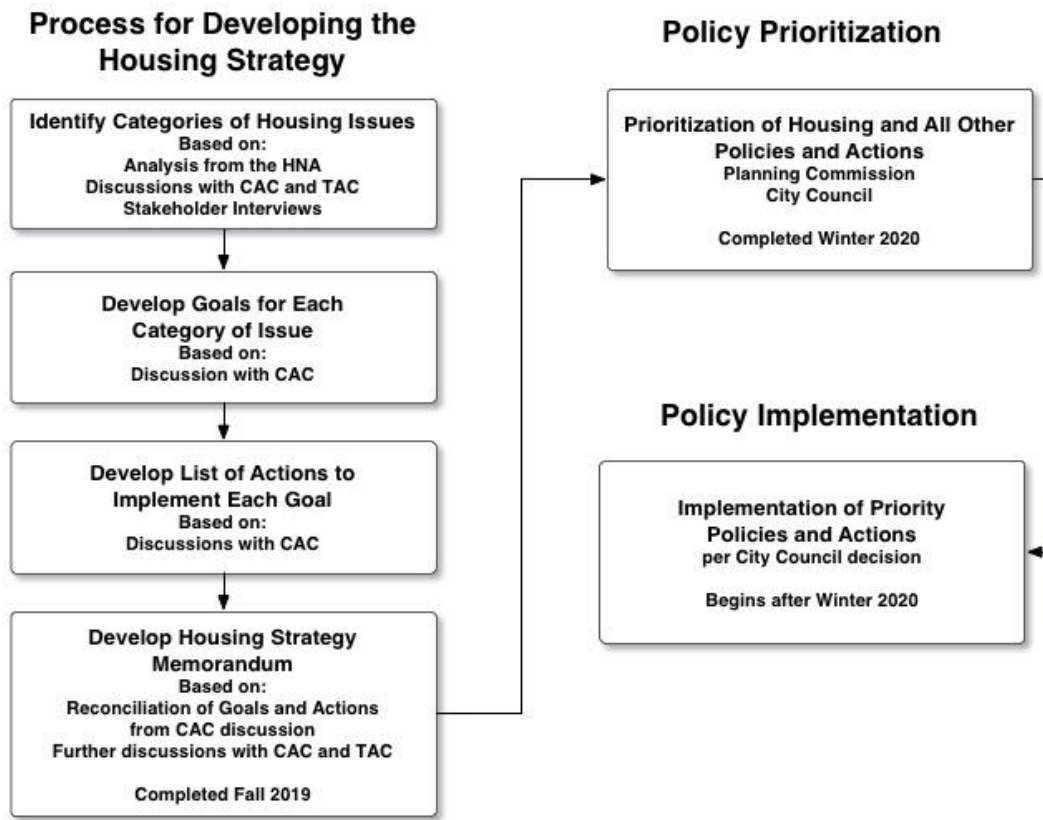 Process for Developing the
Housing Strategy
Identify Categories of Housing Issues
Based on:
Analysis from the HNA
Discussions with CAC and TAC
Stakeholder Interviews
Develop Goals for Each
Category of Issue
Based on:
Discussion with CAC
Develop List of Actions to
Implement Each Goal
Based on:
Discussions with CAC
Develop Housing Strategy
Memorandum
Based on:
Reconciliation of Goals and Actions
from CAC discussion
Further discussions with CAC and TAC
Completed Fall 2019
Policy Prioritization
Prioritization of Housing and All Other
Policies and Actions
Planning Commission
City Council
Completed Winter 2020
Policy Implementation
Implementation of Priority
Policies and Actions
per City Council decision
Begins after Winter 2020